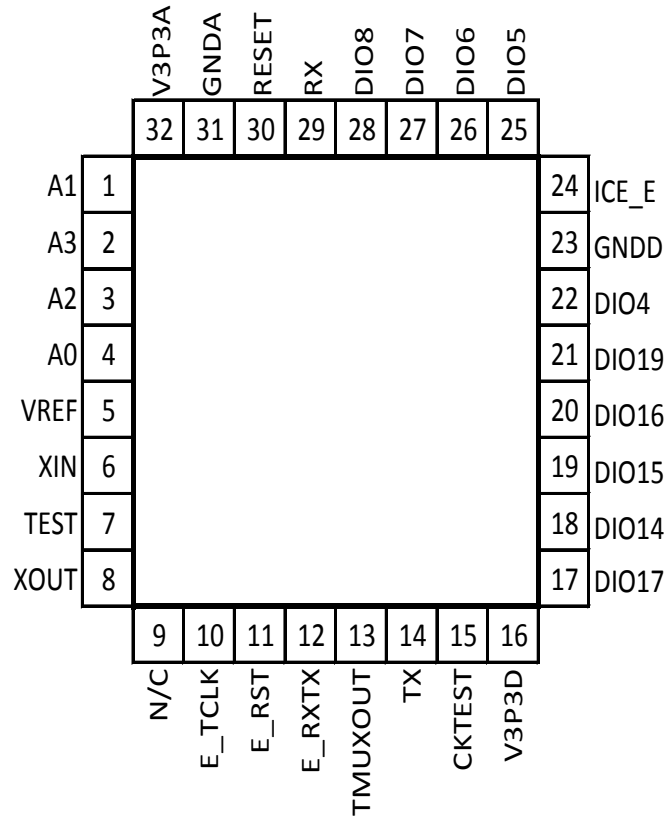 V3P3A
GNDA
RESET
RX
DIO8
DIO7
DIO6
DIO5
32 31 30 29 28 27 26 25
A1 1
A3 2
A2 3
A0 4
VREF 5
XIN 6
TEST 7
XOUT 8
24 ICE_E
23 GNDD
22 DIO4
21 DIO19
20 DIO16
19 DIO15
18 DIO14
17 DIO17
9 10 11 12 13 14 15 16
N/C
E_TCLK
E_RST
E_RXTX
TMUXOUT
TX
CKTEST
V3P3D